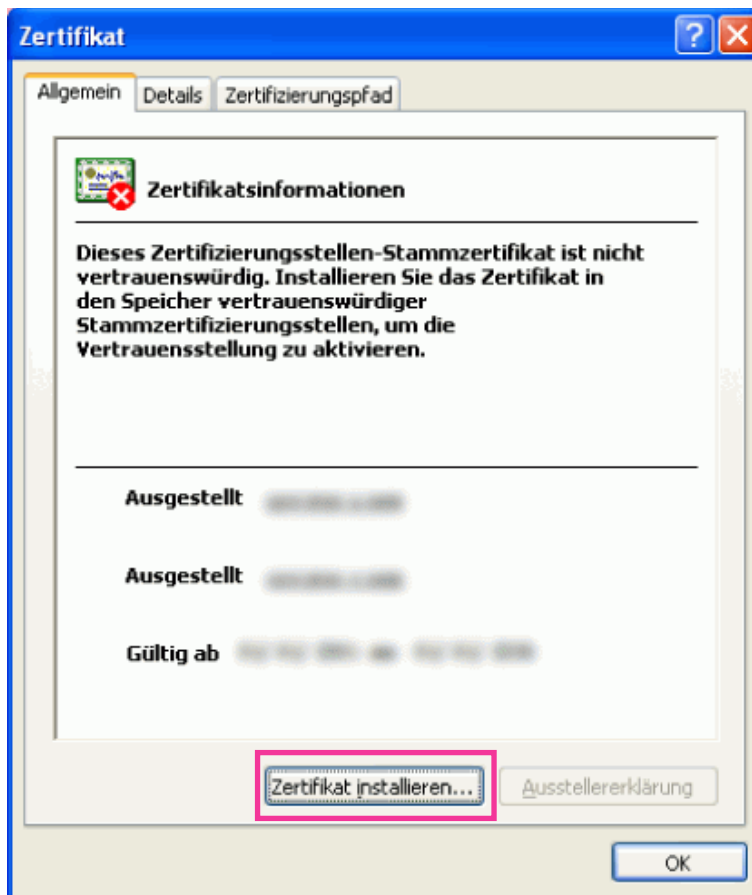 Zertifikat
Allgemein Details Zertifizierungspfad
Zertifikatsinformationen
Dieses Zertifizierungsstellen-Stammzertifikat ist nicht
vertrauenswürdig. Installieren Sie das Zertifikat in
den Speicher vertrauenswürdiger
Stammzertifizierungsstellen, um die
Vertrauensstellung zu aktivieren.
Ausgestellt
Ausgestellt
Gültig ab
Zertifikat installieren... Ausstellererklärung
OK